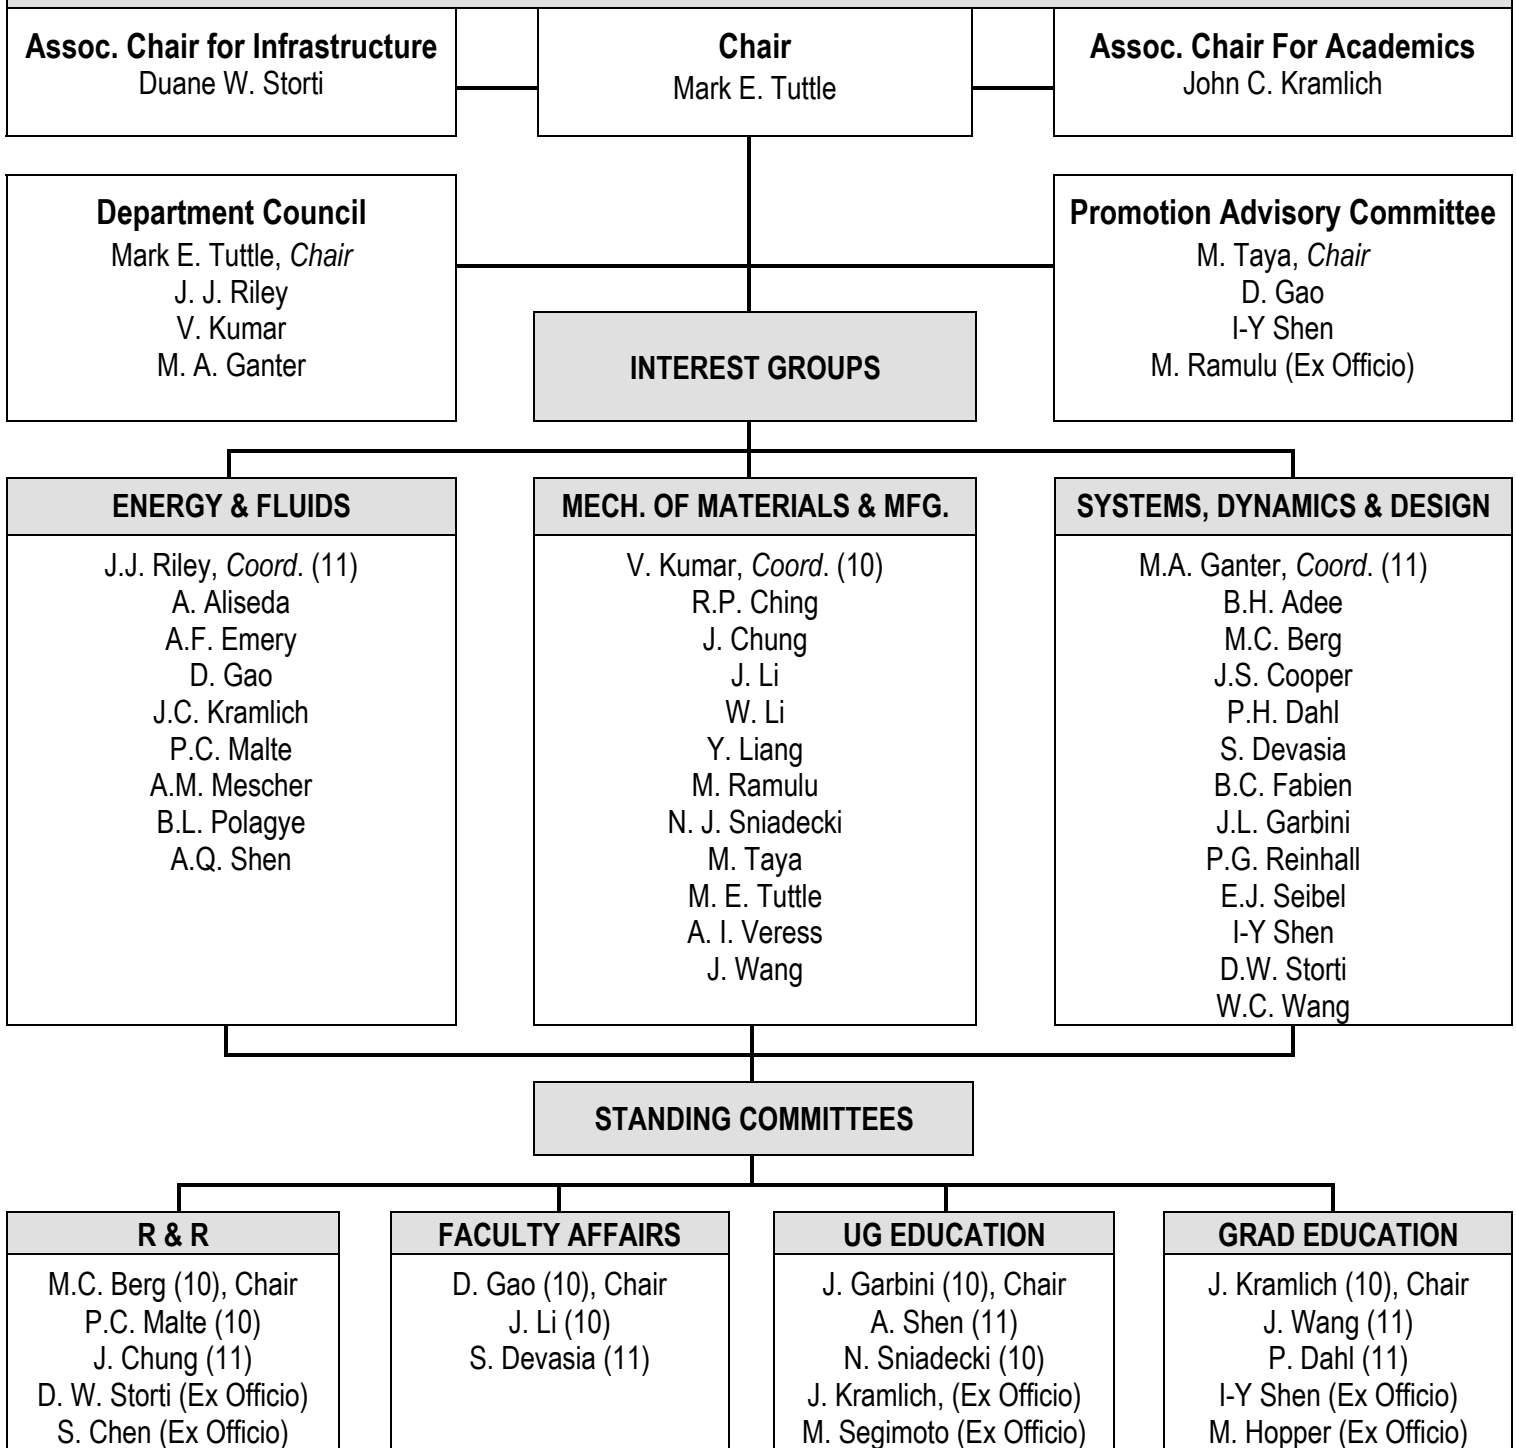 Assoc. Chair for Infrastructure
Duane W. Storti
Chair
Mark E. Tuttle
Assoc. Chair For Academics
John C. Kramlich
Department Council
Mark E. Tuttle, Chair
J. J. Riley
V. Kumar
M. A. Ganter
Promotion Advisory Committee
M. Taya, Chair
D. Gao
I-Y Shen
M. Ramulu (Ex Officio)
INTEREST GROUPS
ENERGY & FLUIDS
J.J. Riley, Coord. (11)
A. Aliseda
A.F. Emery
D. Gao
J.C. Kramlich
P.C. Malte
A.M. Mescher
B.L. Polagye
A.Q. Shen
MECH. OF MATERIALS & MFG.
V. Kumar, Coord. (10)
R.P. Ching
J. Chung
J. Li
W. Li
Y. Liang
M. Ramulu
N. J. Sniadecki
M. Taya
M. E. Tuttle
A. I. Veress
J. Wang
SYSTEMS, DYNAMICS & DESIGN
M.A. Ganter, Coord. (11)
B.H. Adee
M.C. Berg
J.S. Cooper
P.H. Dahl
S. Devasia
B.C. Fabien
J.L. Garbini
P.G. Reinhall
E.J. Seibel
I-Y Shen
D.W. Storti
W.C. Wang
STANDING COMMITTEES
R & R
M.C. Berg (10), Chair
P.C. Malte (10)
J. Chung (11)
D. W. Storti (Ex Officio)
S. Chen (Ex Officio)
FACULTY AFFAIRS
D. Gao (10), Chair
J. Li (10)
S. Devasia (11)
UG EDUCATION
J. Garbini (10), Chair
A. Shen (11)
N. Sniadecki (10)
J. Kramlich, (Ex Officio)
M. Segimoto (Ex Officio)
GRAD EDUCATION
J. Kramlich (10), Chair
J. Wang (11)
P. Dahl (11)
I-Y Shen (Ex Officio)
M. Hopper (Ex Officio)